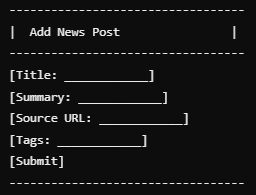 ----------------------------------
|  Add News Post                |
----------------------------------
[Title: ____________]
[Summary: ____________]
[Source URL: ____________]
[Tags: ____________]
[Submit]
----------------------------------